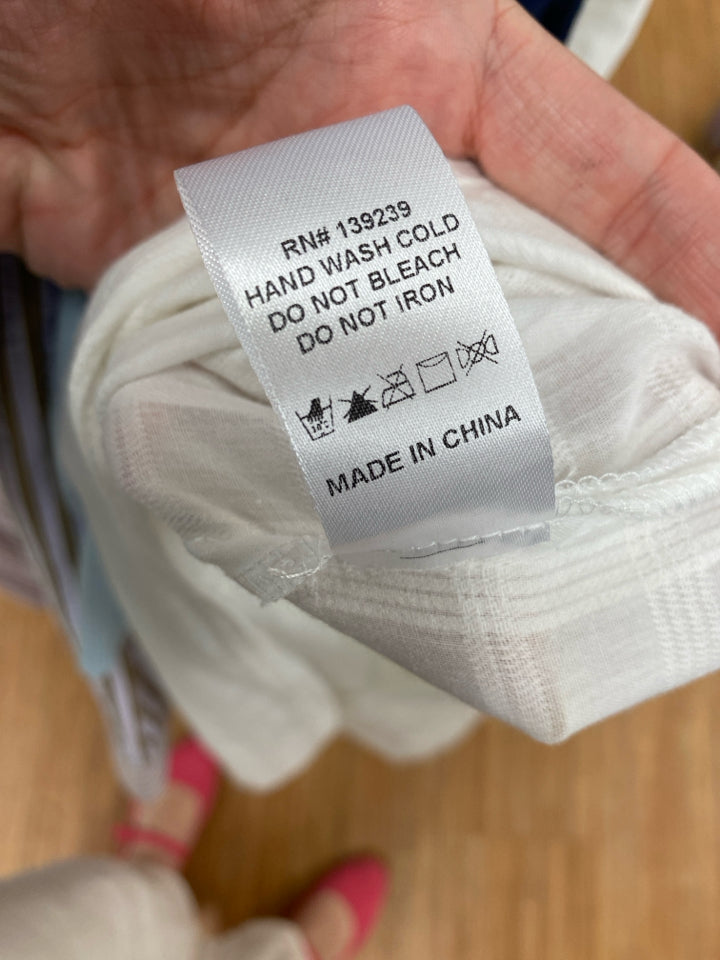 RN# 139239
HAND WASH COLD
DO NOT BLEACH
DO NOT IRON
MADE IN CHINA